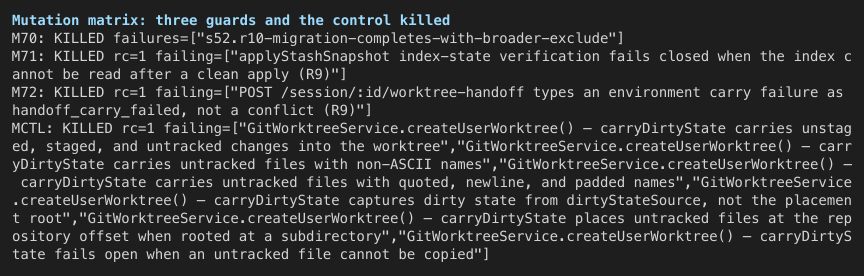 Mutation matrix: three guards and the control killed
M70: KILLED failures=["s52.r10-migration-completes-with-broader-exclude"]
M71: KILLED rc=1 failing=["applyStashSnapshot index-state verification fails closed when the index c
annot be read after a clean apply (R9)"]
M72: KILLED rc=1 failing=["POST /session/:id/worktree-handoff types an environment carry failure as
handoff_carry_failed, not a conflict (R9)"]
MCTL: KILLED rc=1 failing=["GitWorktreeService.createUserWorktree() — carryDirtyState carries unstag
ed, staged, and untracked changes into the worktree","GitWorktreeService.createUserWorktree() — carr
yDirtyState carries untracked files with non-ASCII names","GitWorktreeService.createUserWorktree() —
 carryDirtyState carries untracked files with quoted, newline, and padded names","GitWorktreeService
.createUserWorktree() — carryDirtyState captures dirty state from dirtyStateSource, not the placemen
t root","GitWorktreeService.createUserWorktree() — carryDirtyState places untracked files at the rep
ository offset when rooted at a subdirectory","GitWorktreeService.createUserWorktree() — carryDirtyS
tate fails open when an untracked file cannot be copied"]